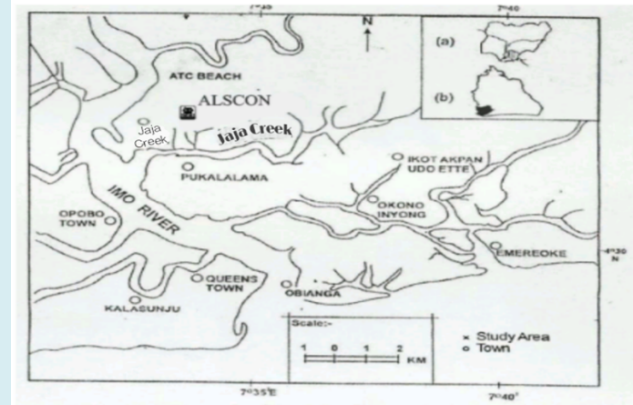 7°35'
7°40'
N
(a)
(b)
ATC BEACH
ALSCON
Jaja
Creek
Jaja Creek
PUKALALAMA
IKOT AKPAN
UDO ETTE
IMO RIVER
OPOBO
TOWN
OKONO
INYONG
EMEREOKE
4°30
N
QUEENS
TOWN
OBIANGA
KALASUNJU
Scale:-
1 0 1 2
KM
× Study Area
○ Town
7°35'E
7°40'